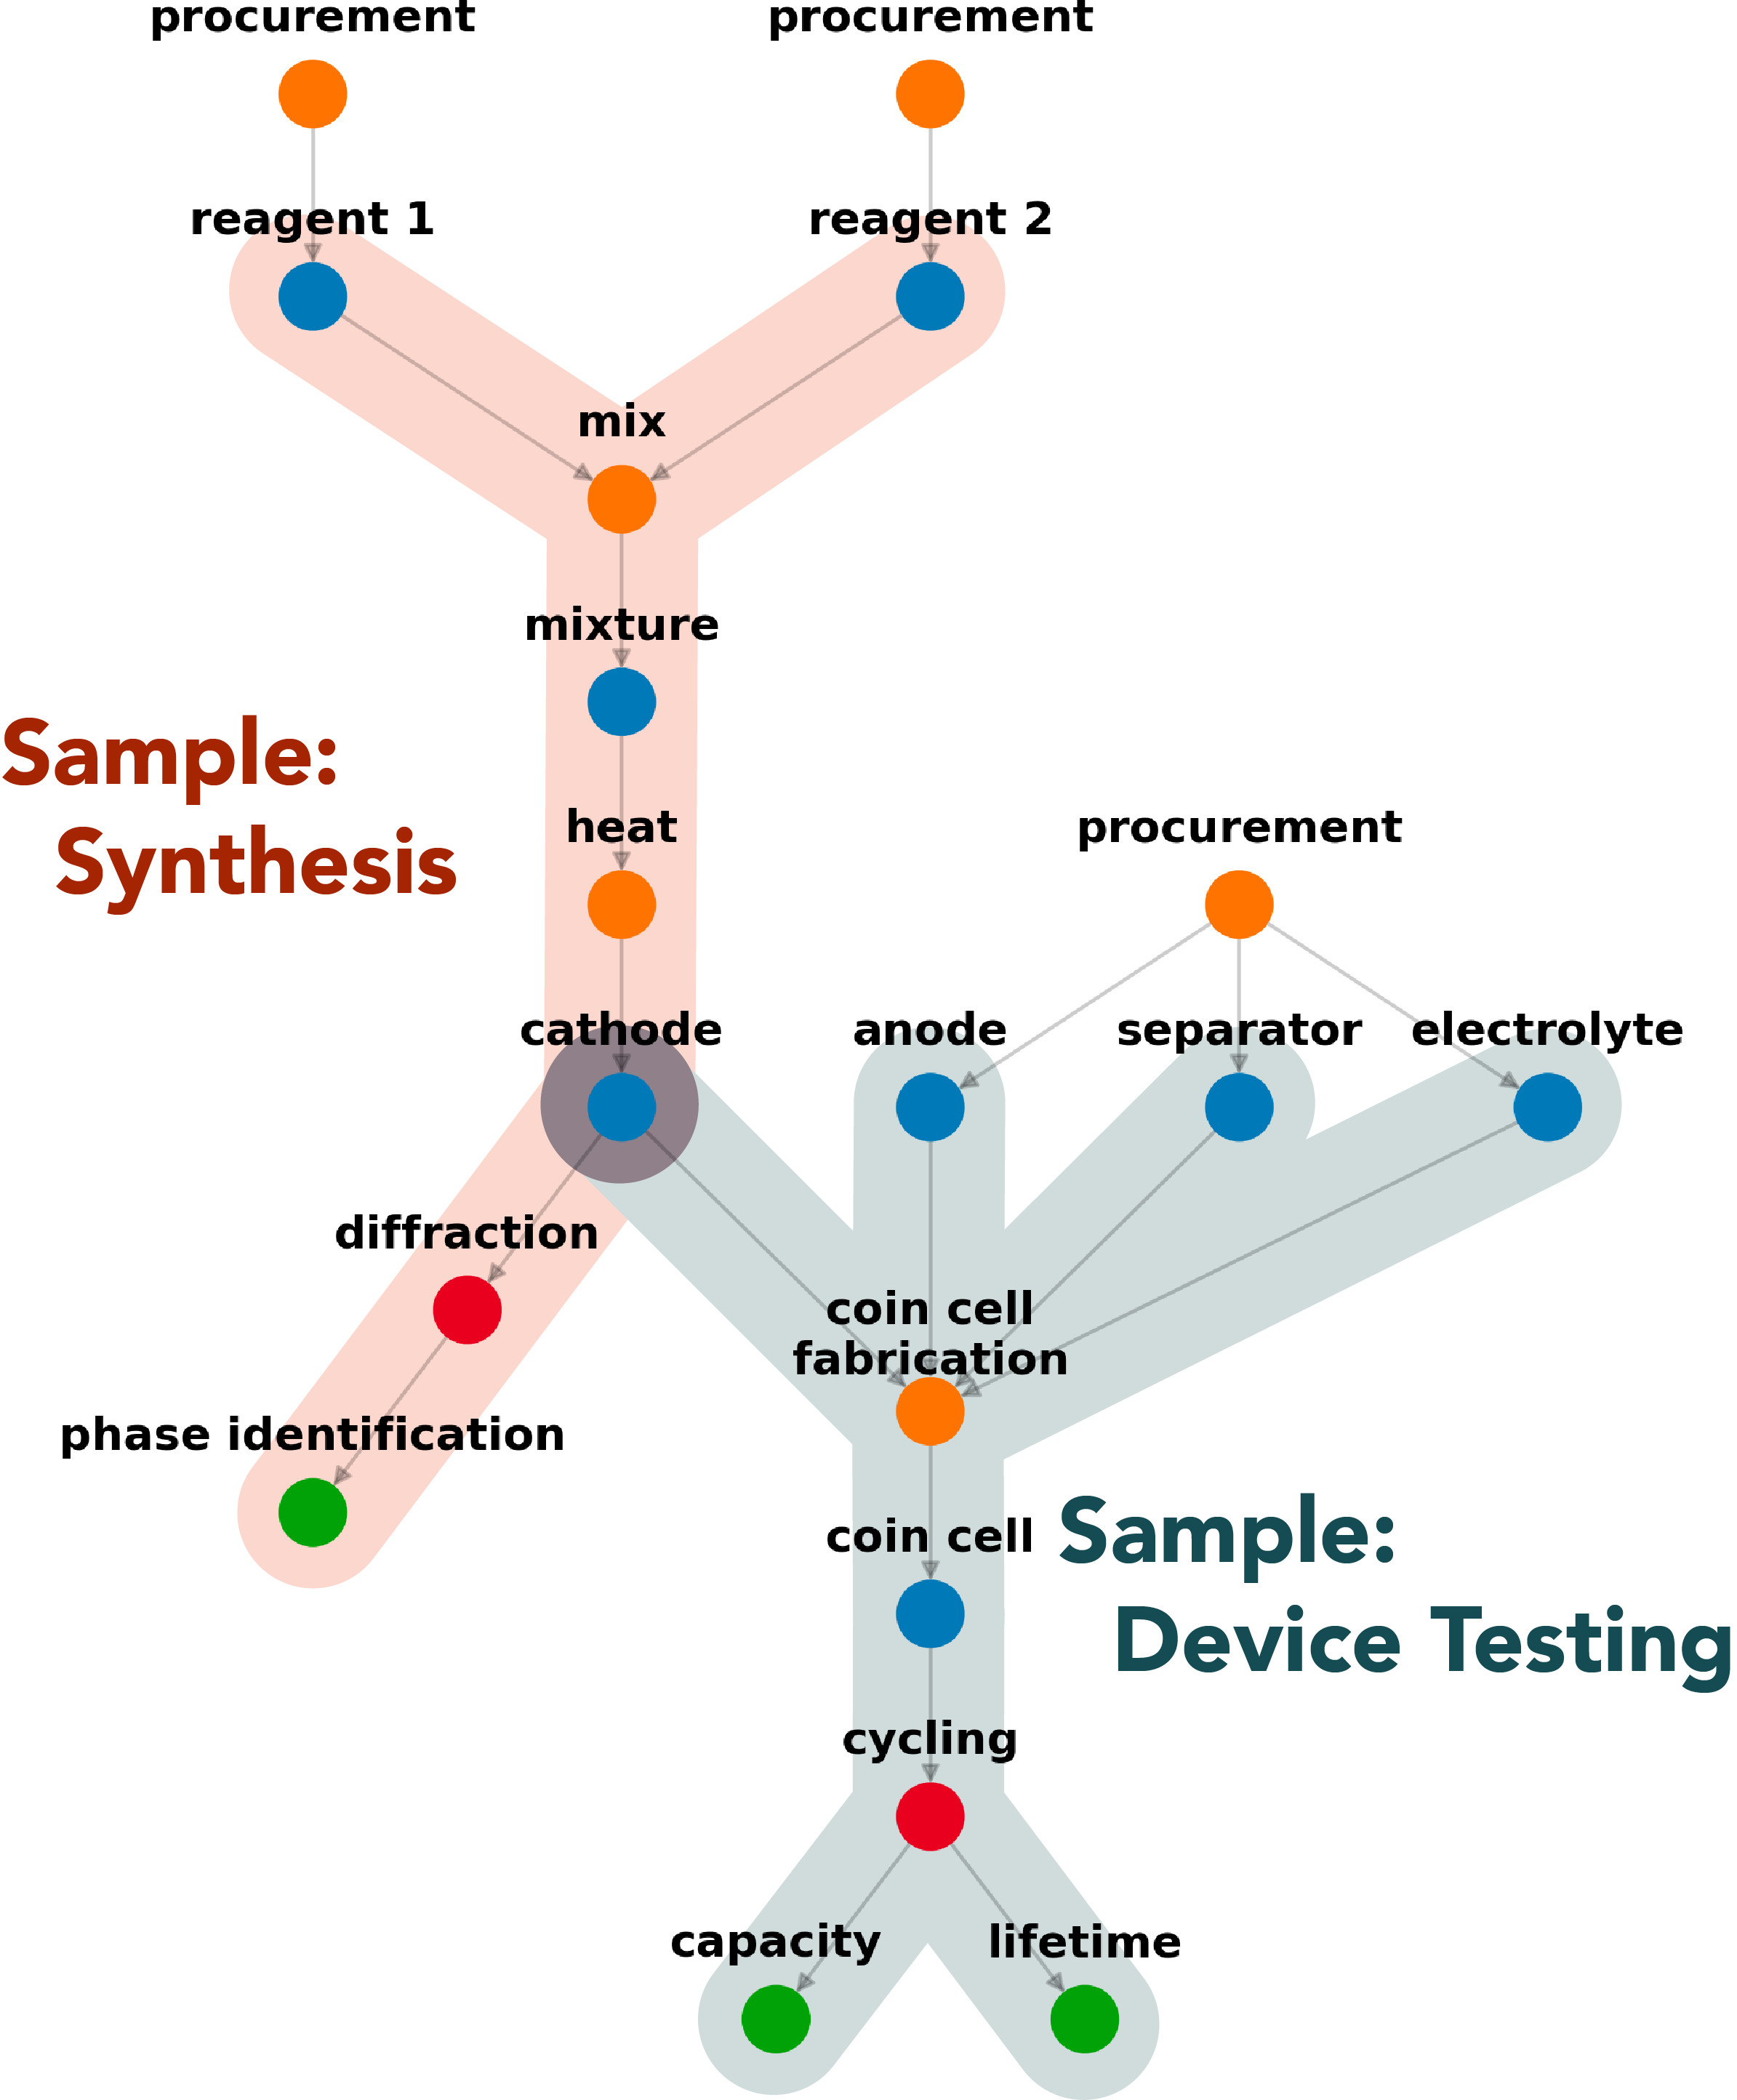 procurement
procurement
reagent 1
reagent 2
mix
mixture
Sample:
Synthesis
heat
procurement
cathode
anode
separator
electrolyte
diffraction
coin cell
fabrication
phase identification
coin cell
Sample:
Device Testing
cycling
capacity
lifetime